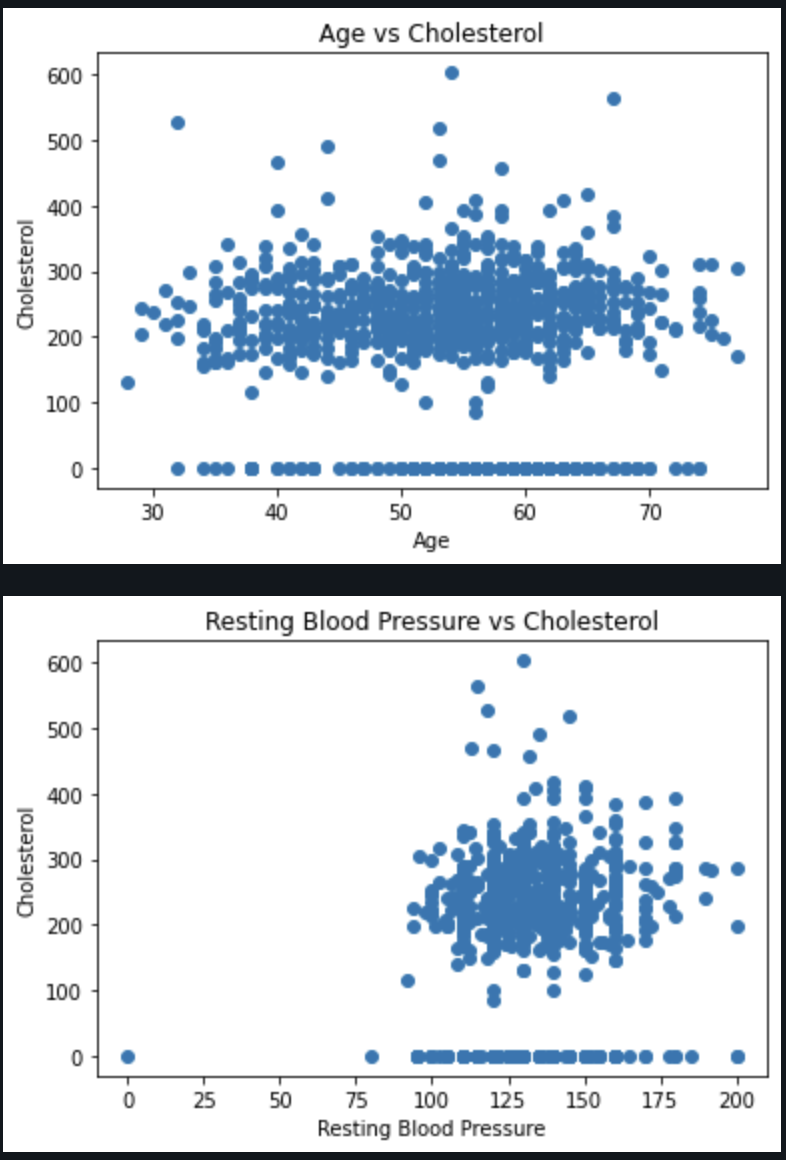 Age vs Cholesterol
600
500
400
300
200
100
0
Cholesterol
30 40 50 60 70
Age
Resting Blood Pressure vs Cholesterol
600
500
400
300
200
100
0
Cholesterol
0 25 50 75 100 125 150 175 200
Resting Blood Pressure